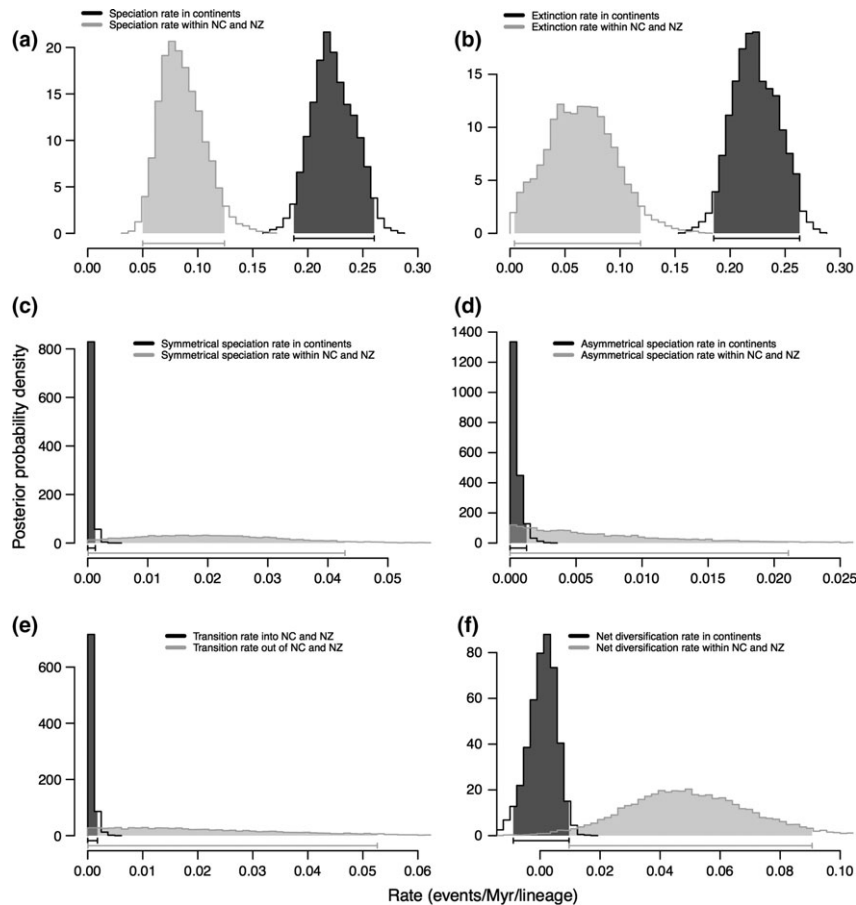 (a)
Speciation rate in continents
Speciation rate within NC and NZ
20
15
10
5
0
0.00 0.05 0.10 0.15 0.20 0.25 0.30
(b)
Extinction rate in continents
Extinction rate within NC and NZ
15
10
5
0
0.00 0.05 0.10 0.15 0.20 0.25 0.30
Posterior probability density
(c)
Symmetrical speciation rate in continents
Symmetrical speciation rate within NC and NZ
800
600
400
200
0
0.00 0.01 0.02 0.03 0.04 0.05
(d)
Asymmetrical speciation rate in continents
Asymmetrical speciation rate within NC and NZ
1400
1200
1000
800
600
400
200
0
0.000 0.005 0.010 0.015 0.020 0.025
(e)
Transition rate into NC and NZ
Transition rate out of NC and NZ
600
400
200
0
0.00 0.01 0.02 0.03 0.04 0.05 0.06
(f)
Net diversification rate in continents
Net diversification rate within NC and NZ
80
60
40
20
0
0.00 0.02 0.04 0.06 0.08 0.10
Rate (events/Myr/lineage)